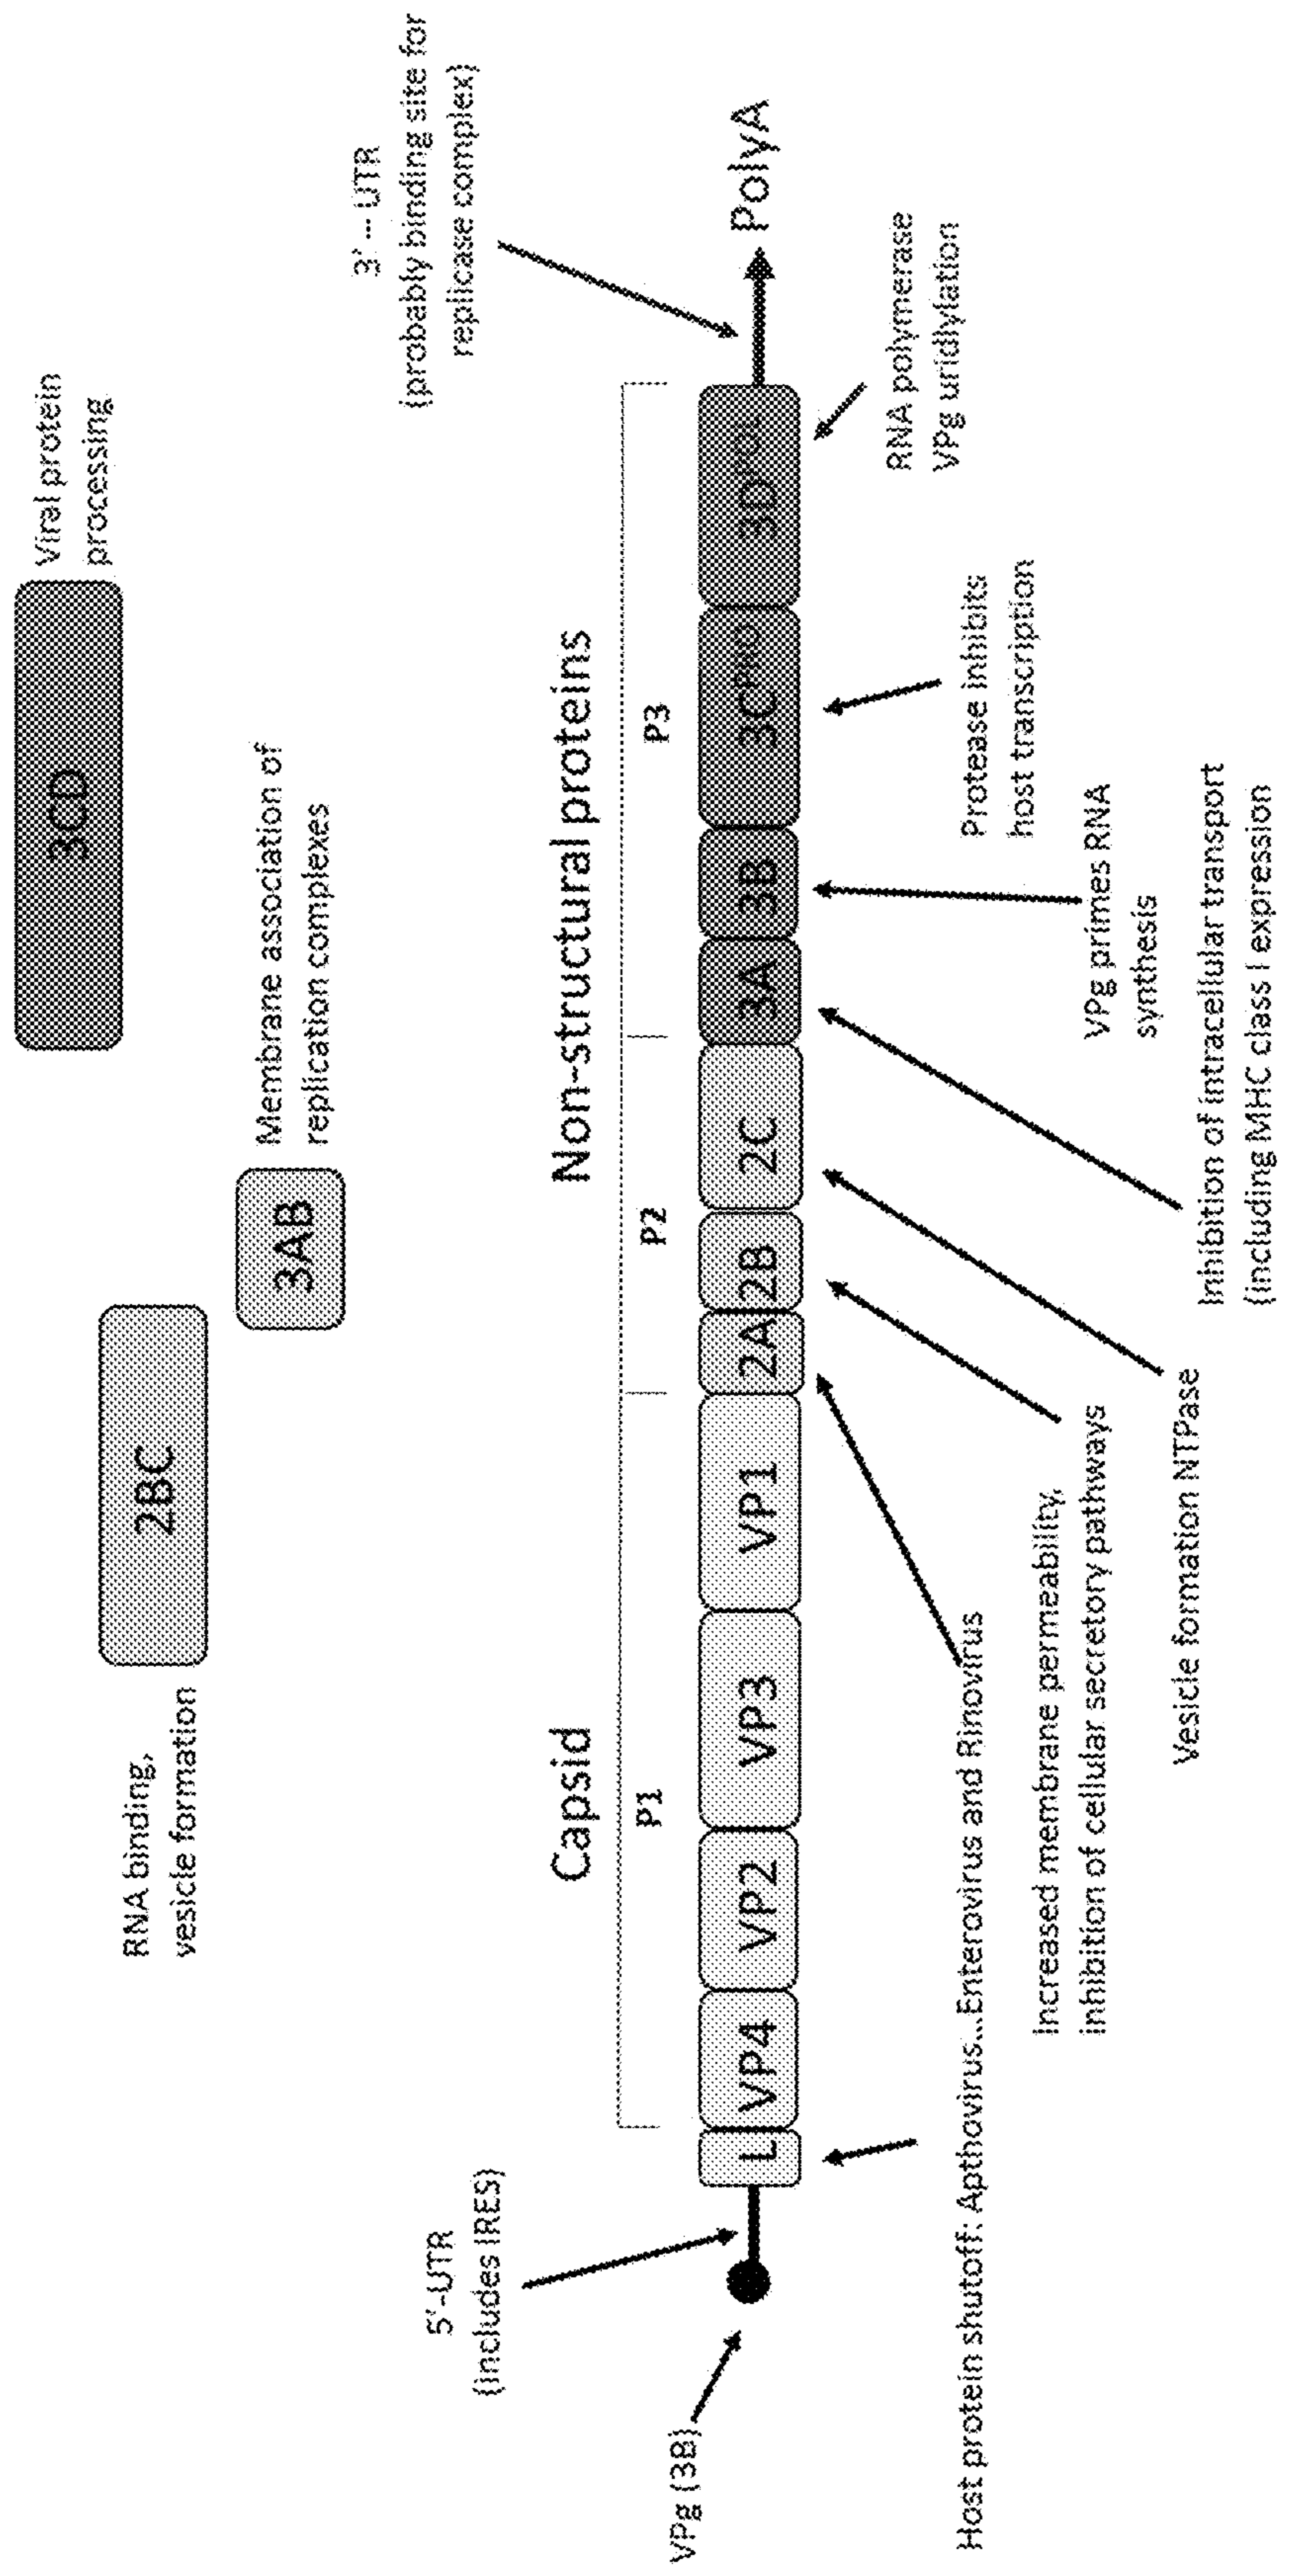 3CD
Viral protein
processing
2BC
RNA binding,
vesicle formation
3AB
Membrane association of
replication complexes
3' -- UTR
(probably binding site for
replicase complex)
5'-UTR
(includes IRES)
Capsid
Non-structural proteins
P1
P2
P3
VPg (3B)
L
VP4
VP2
VP3
VP1
2A
2B
2C
3A
3B
3CPRO
3DPOL
PolyA
RNA polymerase
VPg uridlylation
Host protein shutoff: Apthovirus...Enterovirus and Rinovirus
Protease inhibits
host transcription
Increased membrane permeability,
inhibition of cellular secretory pathways
VPg primes RNA
synthesis
Vesicle formation NTPase
Inhibition of intracellular transport
(including MHC class I expression